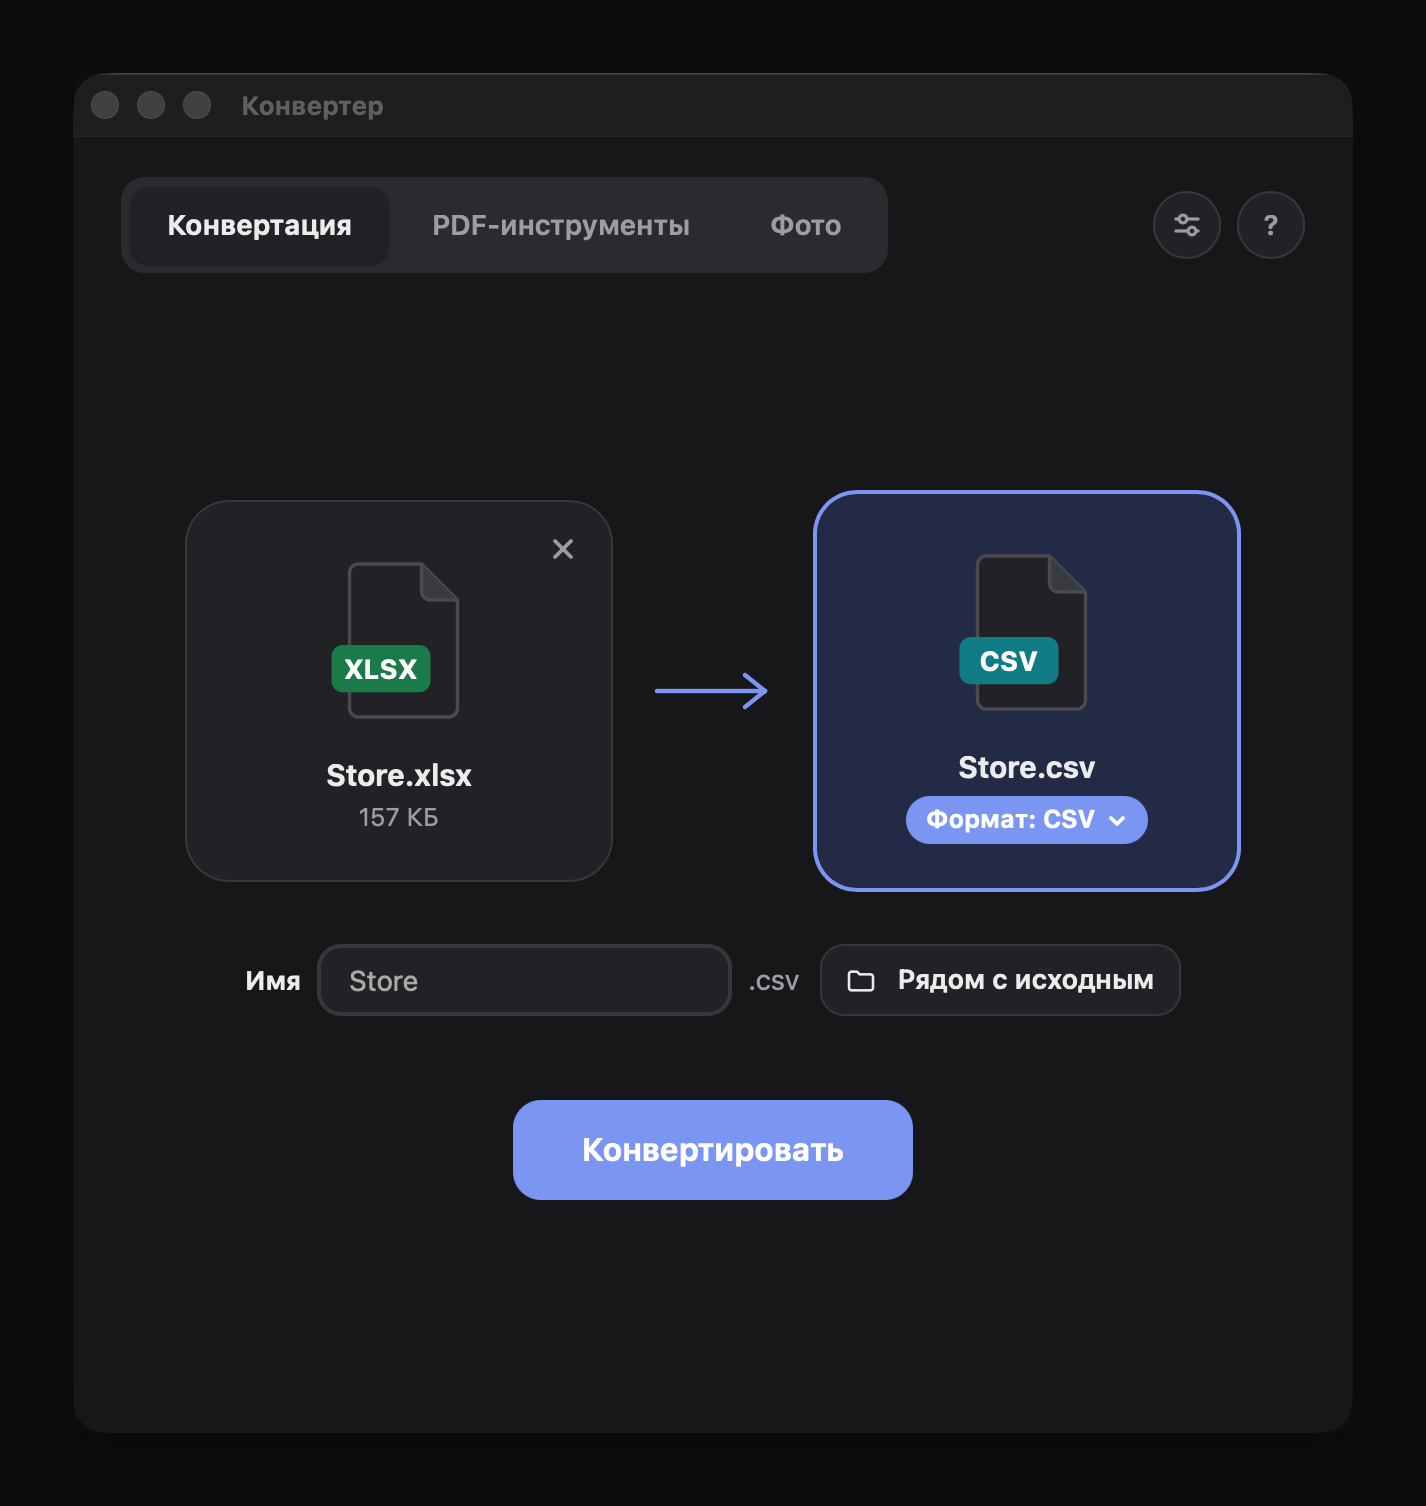 Конвертер
Конвертация
PDF-инструменты
Фото
?
XLSX
Store.xlsx
157 КБ
CSV
Store.csv
Формат: CSV
Имя
Store
.csv
Рядом с исходным
Конвертировать